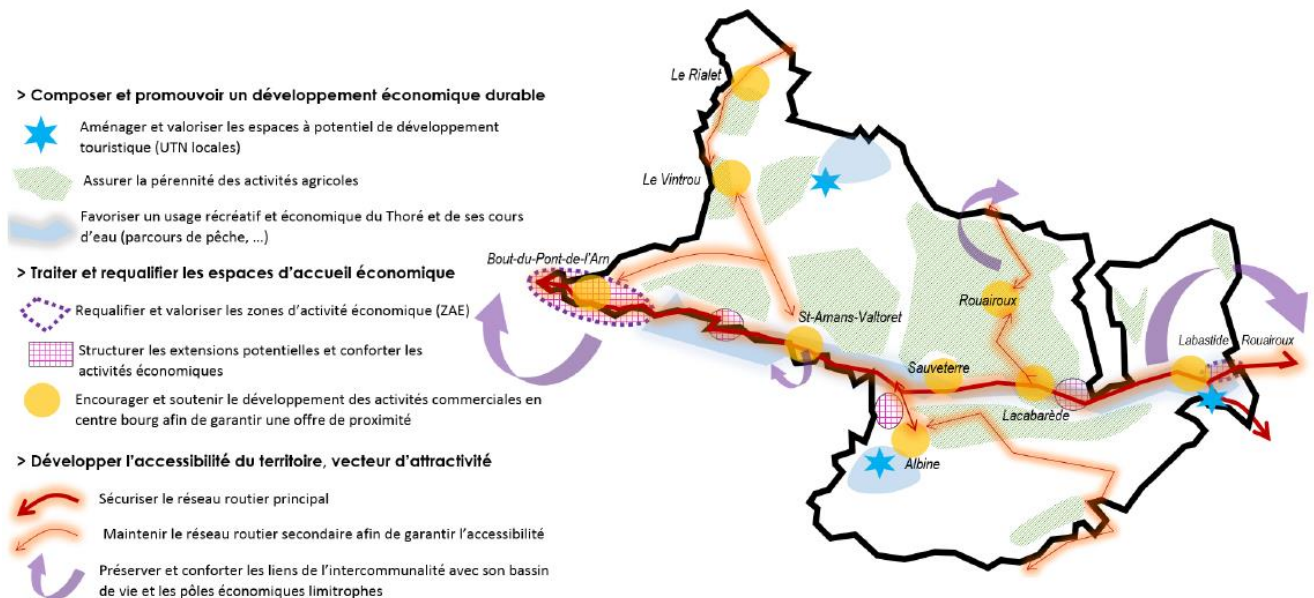 > Composer et promouvoir un développement économique durable
Aménager et valoriser les espaces à potentiel de développement
touristique (UTN locales)
Assurer la pérennité des activités agricoles
Favoriser un usage récréatif et économique du Thoré et de ses cours
d'eau (parcours de pêche, ...)
> Traiter et requalifier les espaces d'accueil économique
Requalifier et valoriser les zones d'activité économique (ZAE)
Structurer les extensions potentielles et conforter les
activités économiques
Encourager et soutenir le développement des activités commerciales en
centre bourg afin de garantir une offre de proximité
> Développer l'accessibilité du territoire, vecteur d'attractivité
Sécuriser le réseau routier principal
Maintenir le réseau routier secondaire afin de garantir l'accessibilité
Préserver et conforter les liens de l'intercommunalité avec son bassin
de vie et les pôles économiques limitrophes
Le Rialet
Le Vintrou
Bout-du-Pont-de-l'Arn
St-Amans-Valtoret
Rouairoux
Labastide Rouairoux
Sauveterre
Lacabarède
Albine